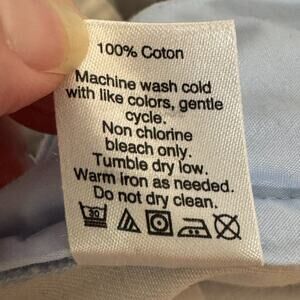 100% Coton
Machine wash cold
with like colors, gentle
cycle.
Non chlorine
bleach only.
Tumble dry low.
Warm iron as needed.
Do not dry clean.
30